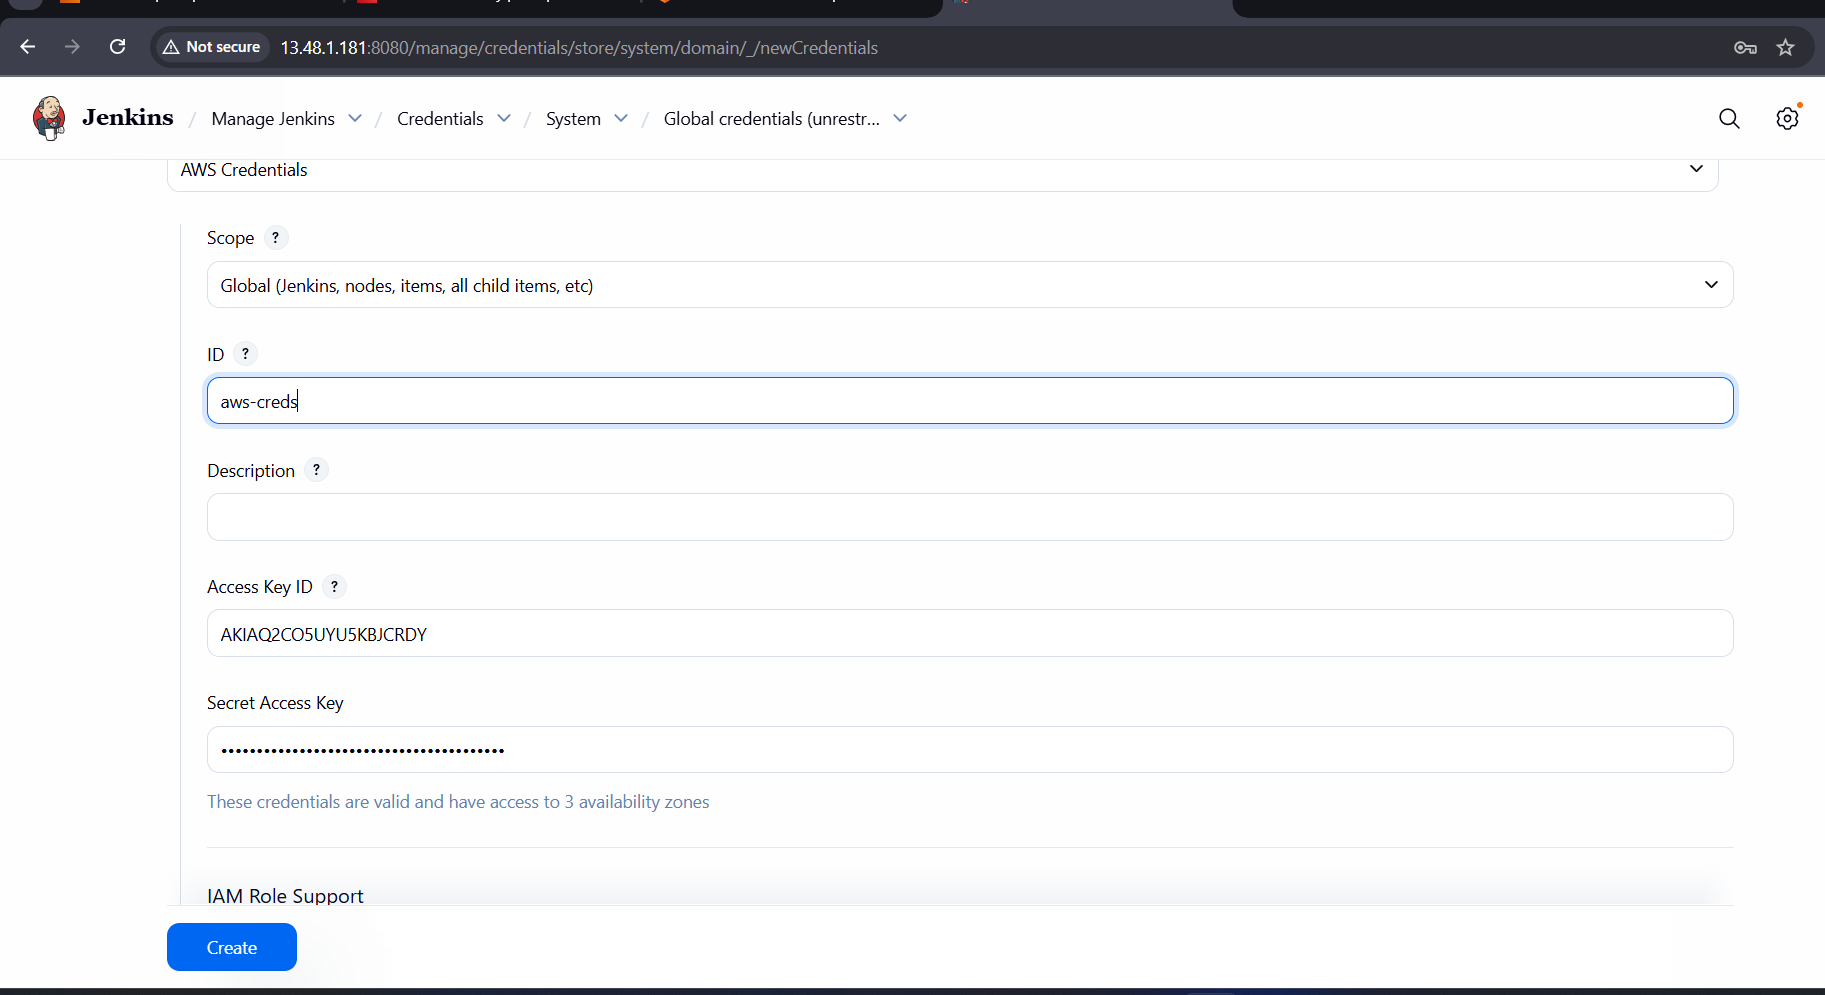 Not secure 13.48.1.181:8080/manage/credentials/store/system/domain/_/newCredentials
Jenkins / Manage Jenkins / Credentials / System / Global credentials (unrestr...
AWS Credentials
Scope ?
Global (Jenkins, nodes, items, all child items, etc)
ID ?
aws-creds
Description ?
Access Key ID ?
AKIAQ2CO5UYU5KBJCRDY
Secret Access Key
••••••••••••••••••••••••••••••••••••••••
These credentials are valid and have access to 3 availability zones
IAM Role Support
Create